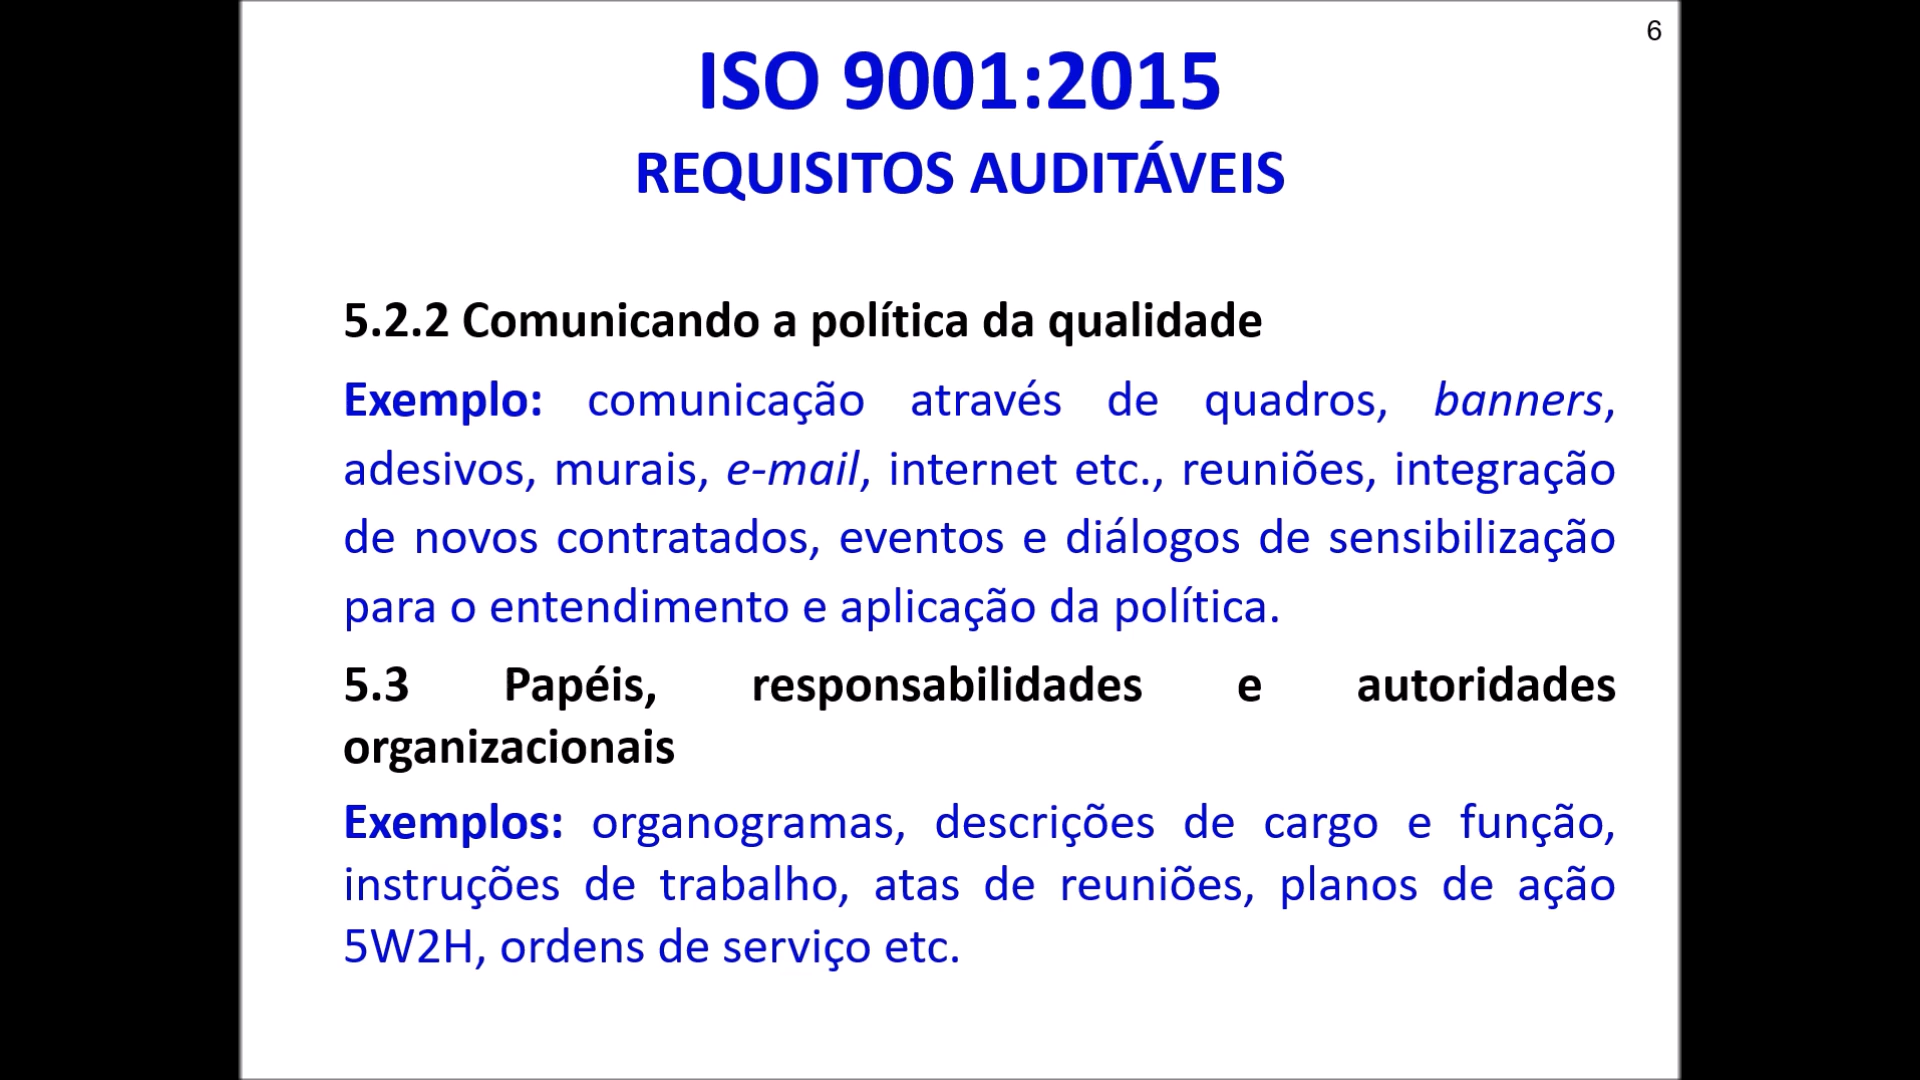 6
ISO 9001:2015
REQUISITOS AUDITÁVEIS
5.2.2 Comunicando a política da qualidade
Exemplo: comunicação através de quadros, banners,
adesivos, murais, e-mail, internet etc., reuniões, integração
de novos contratados, eventos e diálogos de sensibilização
para o entendimento e aplicação da política.
5.3 Papéis, responsabilidades e autoridades
organizacionais
Exemplos: organogramas, descrições de cargo e função,
instruções de trabalho, atas de reuniões, planos de ação
5W2H, ordens de serviço etc.